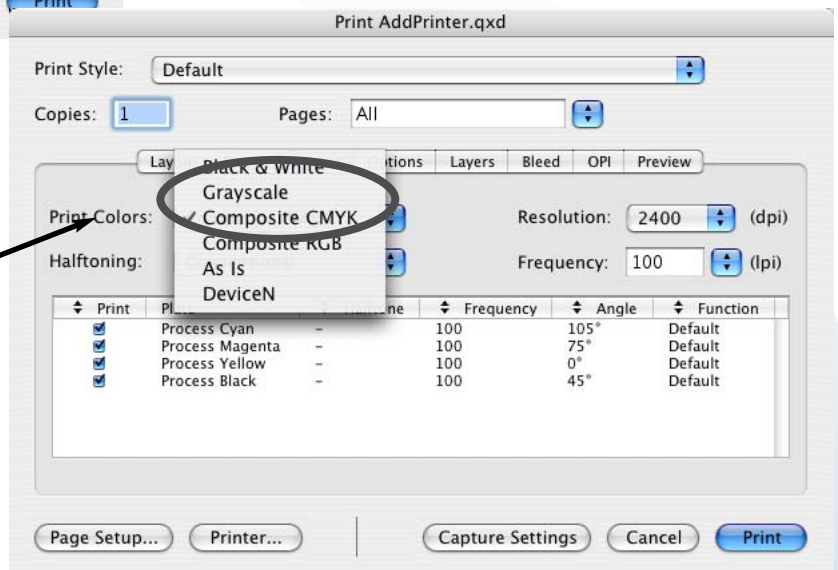 Print
Print AddPrinter.qxd
Print Style: Default
Copies: 1 Pages: All
Layers Bleed OPI Preview
Black & White
Grayscale
Print Colors: ✓ Composite CMYK Resolution: 2400 (dpi)
Composite RGB
Halftoning: As Is Frequency: 100 (lpi)
DeviceN
Print Frequency Angle Function
Process Cyan – 100 105° Default
Process Magenta – 100 75° Default
Process Yellow – 100 0° Default
Process Black – 100 45° Default
Page Setup... Printer... Capture Settings Cancel Print